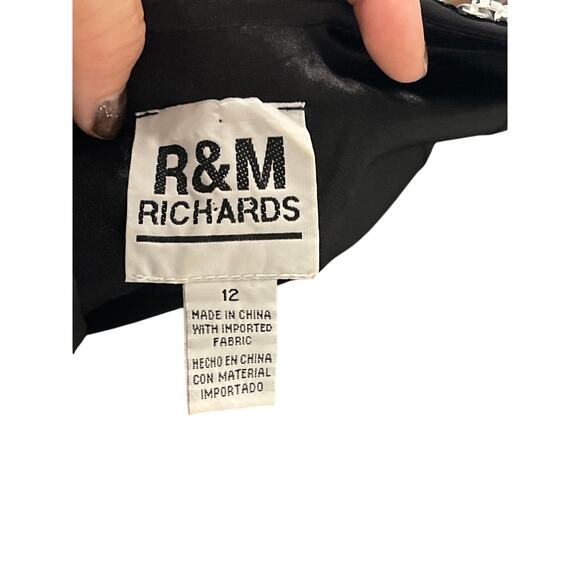 R&M
RICHARDS
12
MADE IN CHINA
WITH IMPORTED
FABRIC
HECHO EN CHINA
CON MATERIAL
IMPORTADO